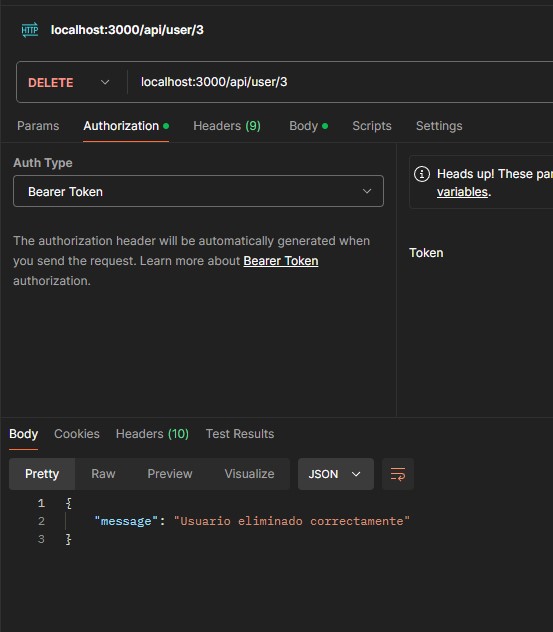 HTTP localhost:3000/api/user/3
DELETE localhost:3000/api/user/3
Params Authorization Headers (9) Body Scripts Settings
Auth Type
Bearer Token
The authorization header will be automatically generated when
you send the request. Learn more about Bearer Token
authorization.
Heads up! These par
variables.
Token
Body Cookies Headers (10) Test Results
Pretty Raw Preview Visualize JSON
1 {
2 "message": "Usuario eliminado correctamente"
3 }